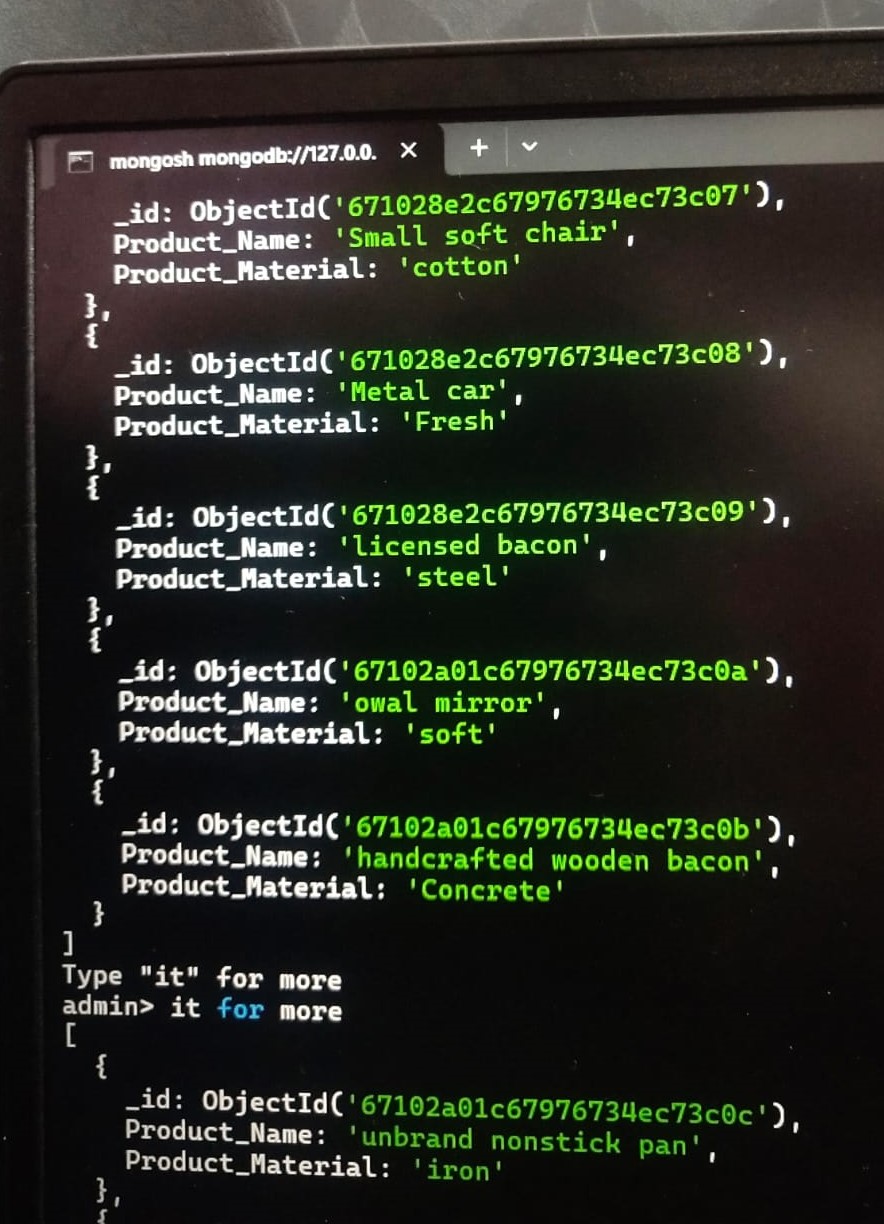 mongosh mongodb://127.0.0.
_id: ObjectId('671028e2c67976734ec73c07'),
Product_Name: 'Small soft chair',
Product_Material: 'cotton'
},
{
_id: ObjectId('671028e2c67976734ec73c08'),
Product_Name: 'Metal car',
Product_Material: 'Fresh'
},
{
_id: ObjectId('671028e2c67976734ec73c09'),
Product_Name: 'licensed bacon',
Product_Material: 'steel'
},
{
_id: ObjectId('67102a01c67976734ec73c0a'),
Product_Name: 'owal mirror',
Product_Material: 'soft'
},
{
_id: ObjectId('67102a01c67976734ec73c0b'),
Product_Name: 'handcrafted wooden bacon',
Product_Material: 'Concrete'
}
]
Type "it" for more
admin> it for more
[
{
_id: ObjectId('67102a01c67976734ec73c0c'),
Product_Name: 'unbrand nonstick pan',
Product_Material: 'iron'
},
{